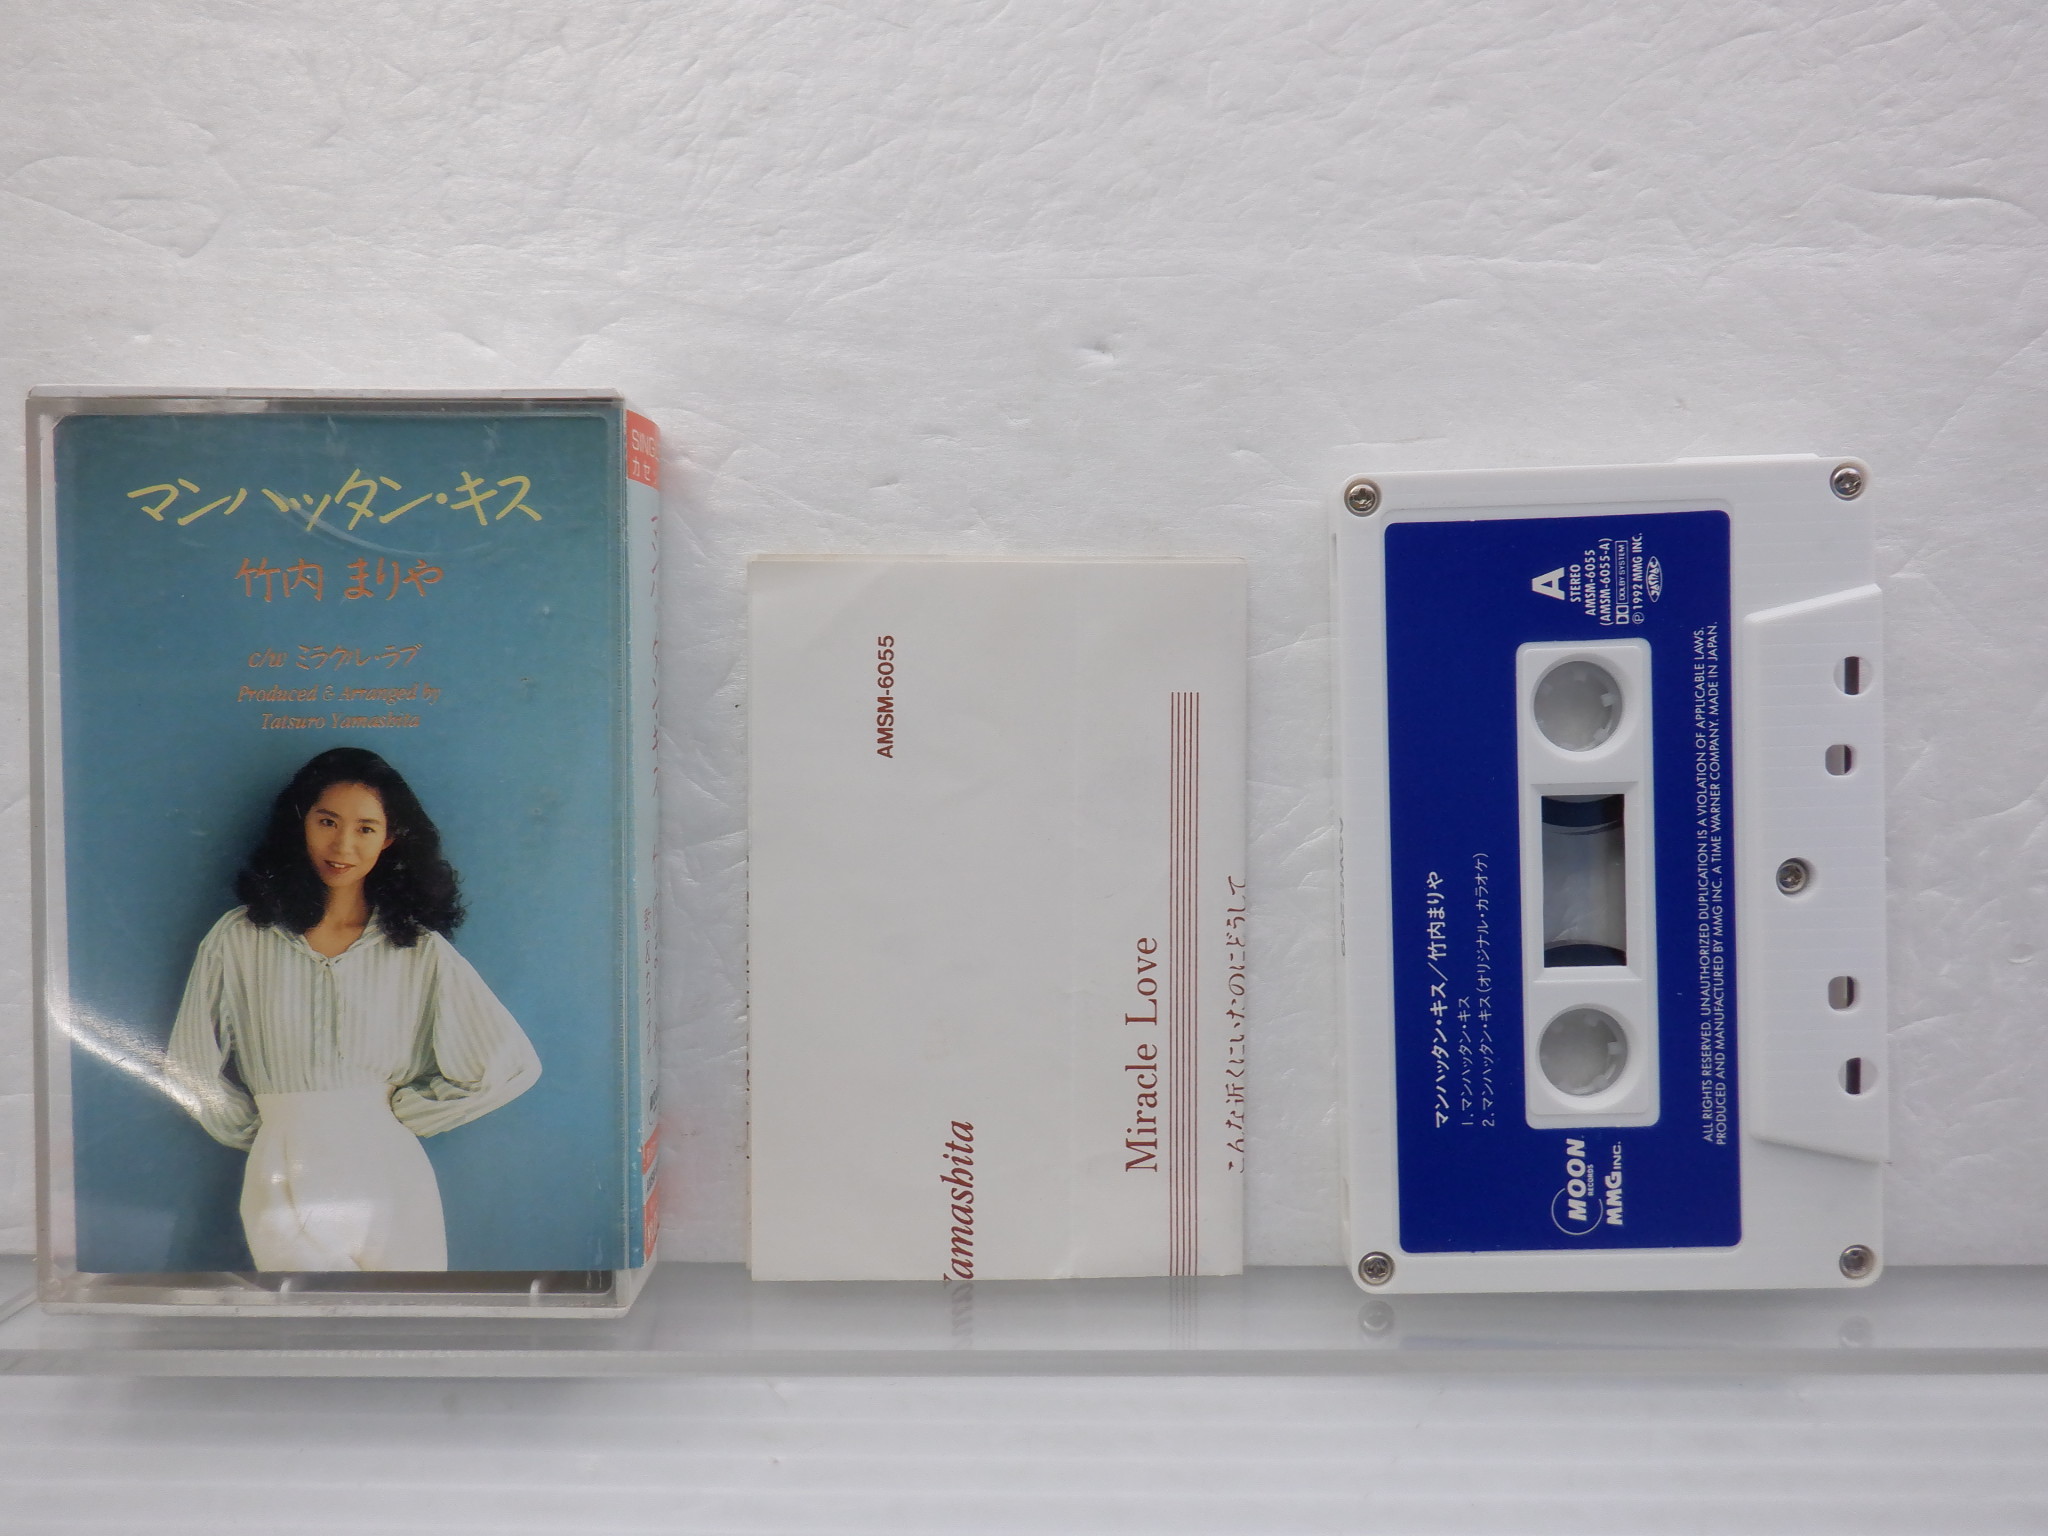 マンハッタン・キス
竹内 まりや
c/w ミラクル・ラブ
Produced & Arranged by
Tatsuro Yamashita
AMSM-6055
Yamashita
Miracle Love
こんな近くにいたのにどうして
マンハッタン・キス／竹内まりや
1.マンハッタン・キス
2.マンハッタン・キス(オリジナル・カラオケ)
A
STEREO
AMSM-6055
(AMSM-6055-A)
DOLBY SYSTEM
Ⓟ1992 MMG INC.
JASRAC
MOON
RECORDS
MMG INC.
ALL RIGHTS RESERVED. UNAUTHORIZED DUPLICATION IS A VIOLATION OF APPLICABLE LAWS.
PRODUCED AND MANUFACTURED BY MMG INC. A TIME WARNER COMPANY. MADE IN JAPAN.